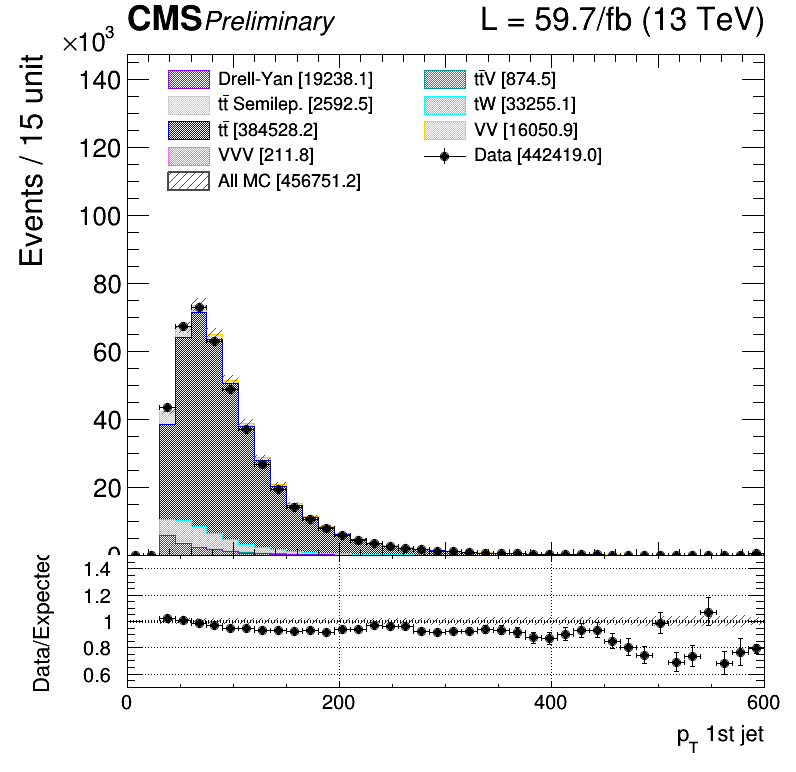 CMS Preliminary L = 59.7/fb (13 TeV)
×10³
Events / 15 unit
140
120
100
80
60
40
20
0
Drell-Yan [19238.1]
tt̄ Semilep. [2592.5]
tt̄ [384528.2]
VVV [211.8]
All MC [456751.2]
tt̄V [874.5]
tW [33255.1]
VV [16050.9]
Data [442419.0]
Data/Expected
1.4
1.2
1
0.8
0.6
0 200 400 600
p_T 1st jet